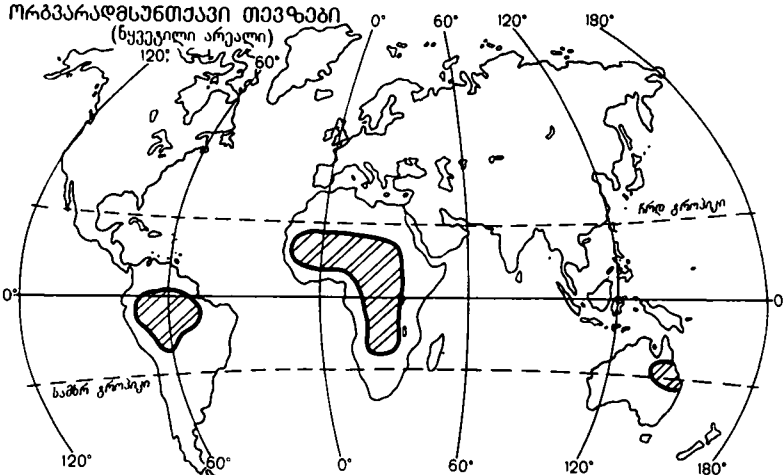 ორგვარადმსუნთქავი თევზები
(წყვეტილი არეალი)
120° 60° 0° 60° 120° 180°
ჩრდ ტროპიკი
0° 0
სამხრ ტროპიკი
120° 60° 0° 60° 120° 180°